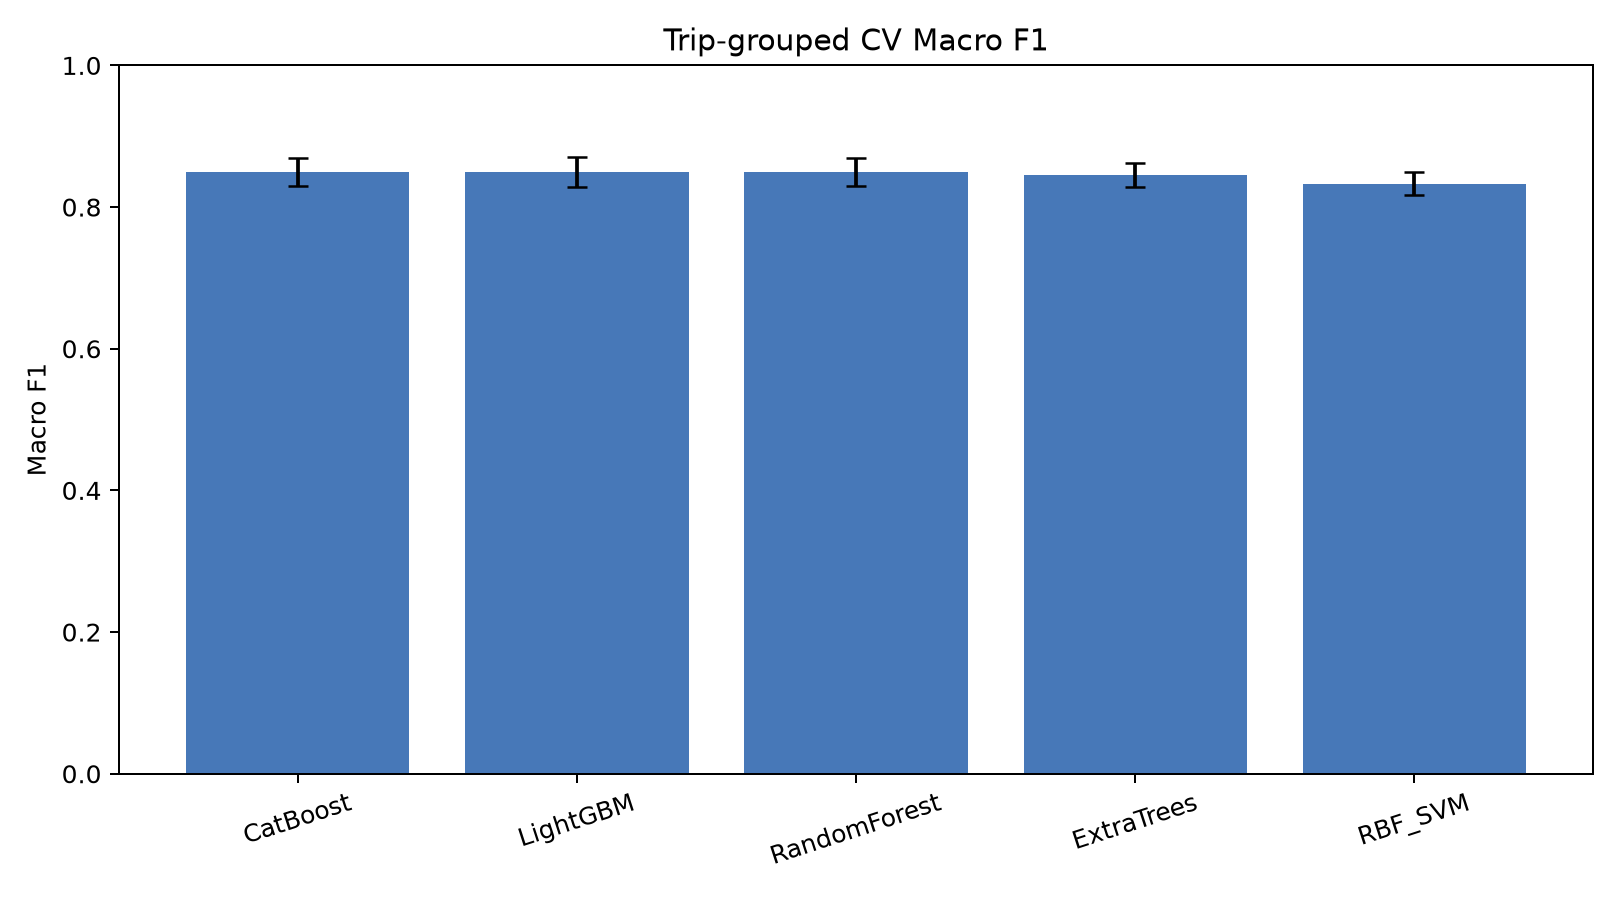 Trip-grouped CV Macro F1
Macro F1
1.0
0.8
0.6
0.4
0.2
0.0
CatBoost
LightGBM
RandomForest
ExtraTrees
RBF_SVM